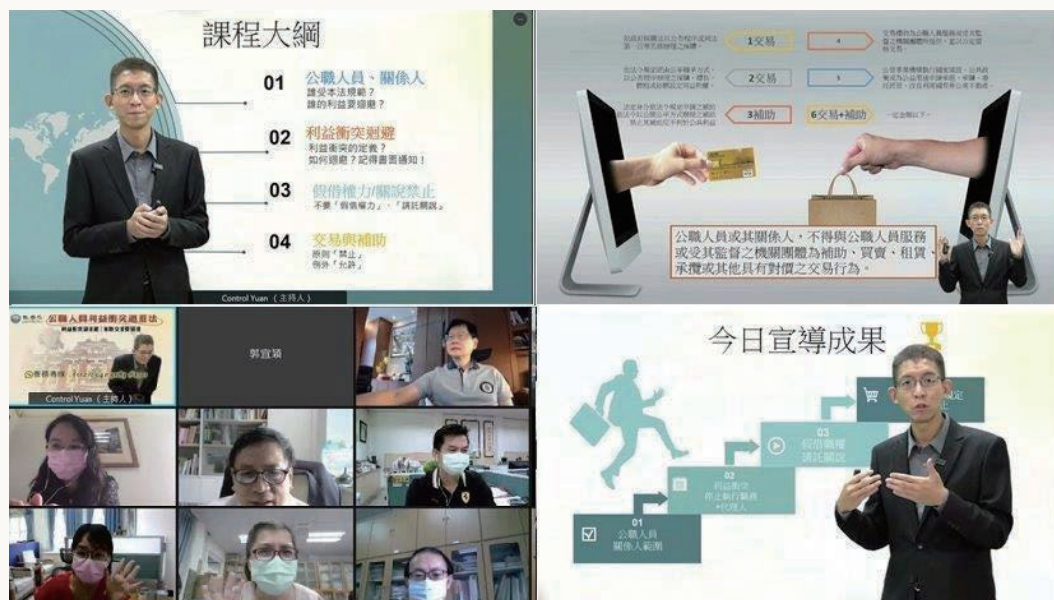 課程大綱
01 公職人員、關係人
誰受本法規範？
誰的利益要迴避？
02 利益衝突迴避
利益衝突的定義？
如何迴避？記得書面通知！
03 假借權力/關說禁止
不要「假借權力」、「請託關說」
04 交易與補助
原則「禁止」
例外「允許」
Control Yuan （主持人）
1交易
4
2交易
5
3補助
6交易+補助
一定金額以下。
公職人員或其關係人，不得與公職人員服務
或受其監督之機關團體為補助、買賣、租賃、
承攬或其他具有對價之交易行為。
公職人員利益衝突迴避法
Control Yuan （主持人）
郭宜穎
今日宣導成果
03
假借職權
請託關說
02
利益衝突
停止執行職務
+代理人
01
公職人員
關係人範圍